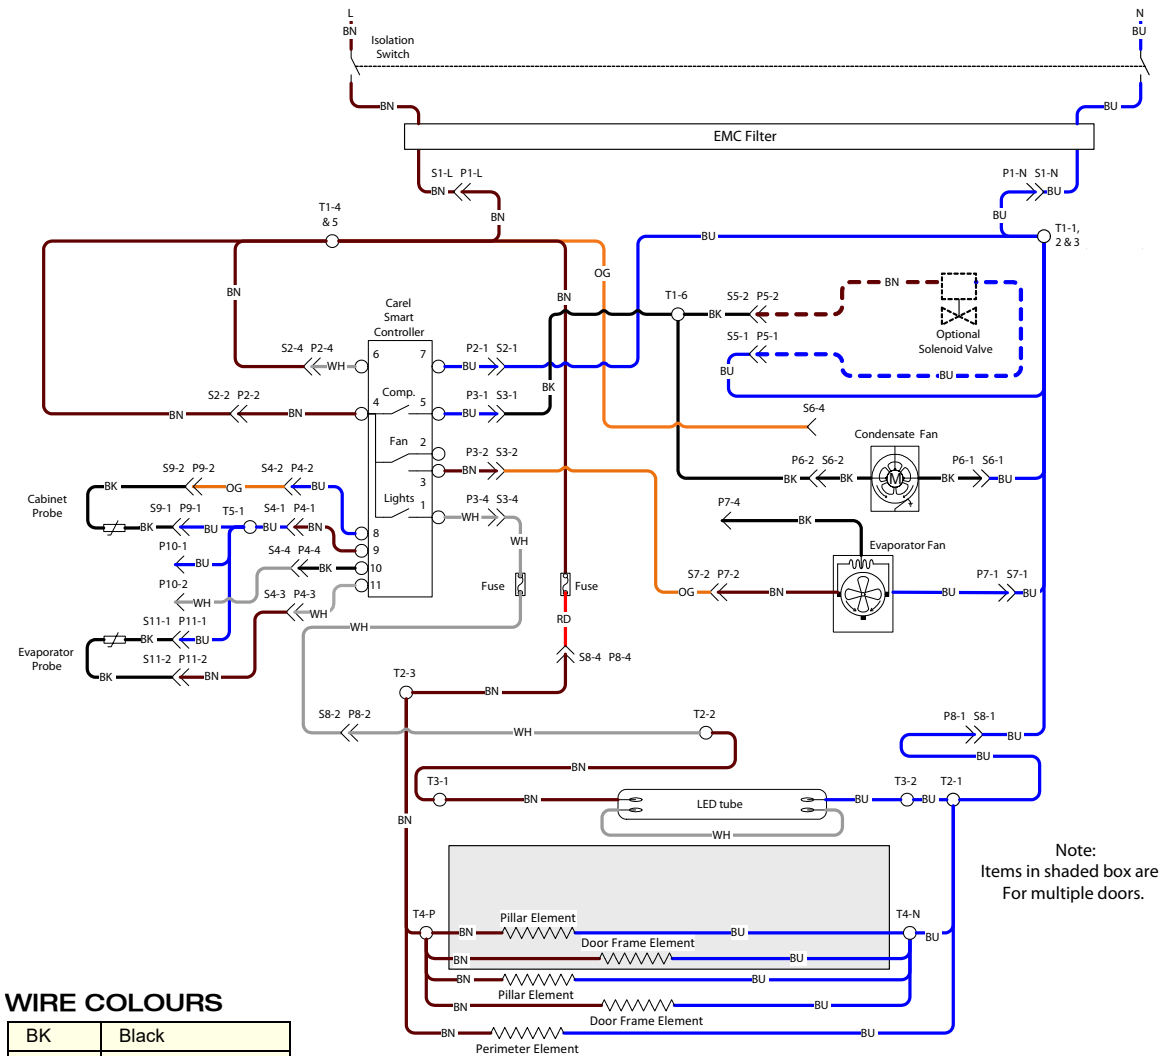 L
N
BN
BU
Isolation
Switch
BN
BU
EMC Filter
S1-L P1-L
P1-N S1-N
BN
BU
BN
BU
T1-4
& 5
T1-1,
2 & 3
BU
OG
BN
BN
T1-6
S5-2 P5-2
BN
BK
Carel
Smart
Controller
Optional
Solenoid Valve
S5-1 P5-1
BU
BU
S2-4 P2-4
WH
6
7
P2-1 S2-1
BU
BK
S2-2 P2-2
BN
BN
4
Comp.
5
P3-1 S3-1
BU
S6-4
Fan
2
Condensate Fan
P3-2 S3-2
BN
3
P6-2 S6-2
BK
BK
M
P6-1 S6-1
BK
BU
S9-2 P9-2
S4-2 P4-2
BK
OG
BU
Cabinet
Probe
S9-1 P9-1
T5-1
S4-1 P4-1
BK
BU
BU
BN
Lights
1
P3-4 S3-4
WH
WH
P7-4
BK
8
9
10
11
P10-1
BU
S4-4 P4-4
BK
Evaporator Fan
P10-2
WH
S4-3 P4-3
WH
Fuse
Fuse
S7-2 P7-2
OG
BN
P7-1 S7-1
BU
BU
RD
WH
S11-1 P11-1
BK
BU
Evaporator
Probe
S11-2 P11-2
BK
BN
S8-4 P8-4
T2-3
BN
S8-2 P8-2
WH
T2-2
P8-1 S8-1
BU
BU
BN
T3-1
BN
LED tube
BU
T3-2
BU
T2-1
WH
BN
Note:
Items in shaded box are
For multiple doors.
T4-P
Pillar Element
T4-N
BN
BU
BU
Door Frame Element
BN
BU
BN
BU
Pillar Element
BN
BU
Door Frame Element
BN
BU
Perimeter Element
WIRE COLOURS
BK Black